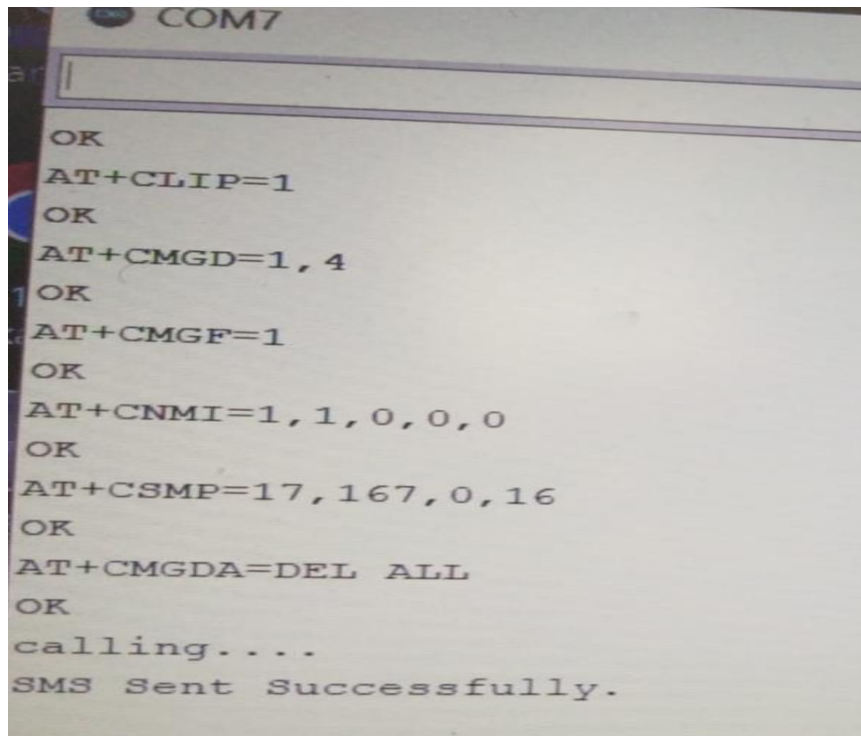 COM7
OK
AT+CLIP=1
OK
AT+CMGD=1,4
OK
AT+CMGF=1
OK
AT+CNMI=1,1,0,0,0
OK
AT+CSMP=17,167,0,16
OK
AT+CMGDA=DEL ALL
OK
calling....
SMS Sent Successfully.